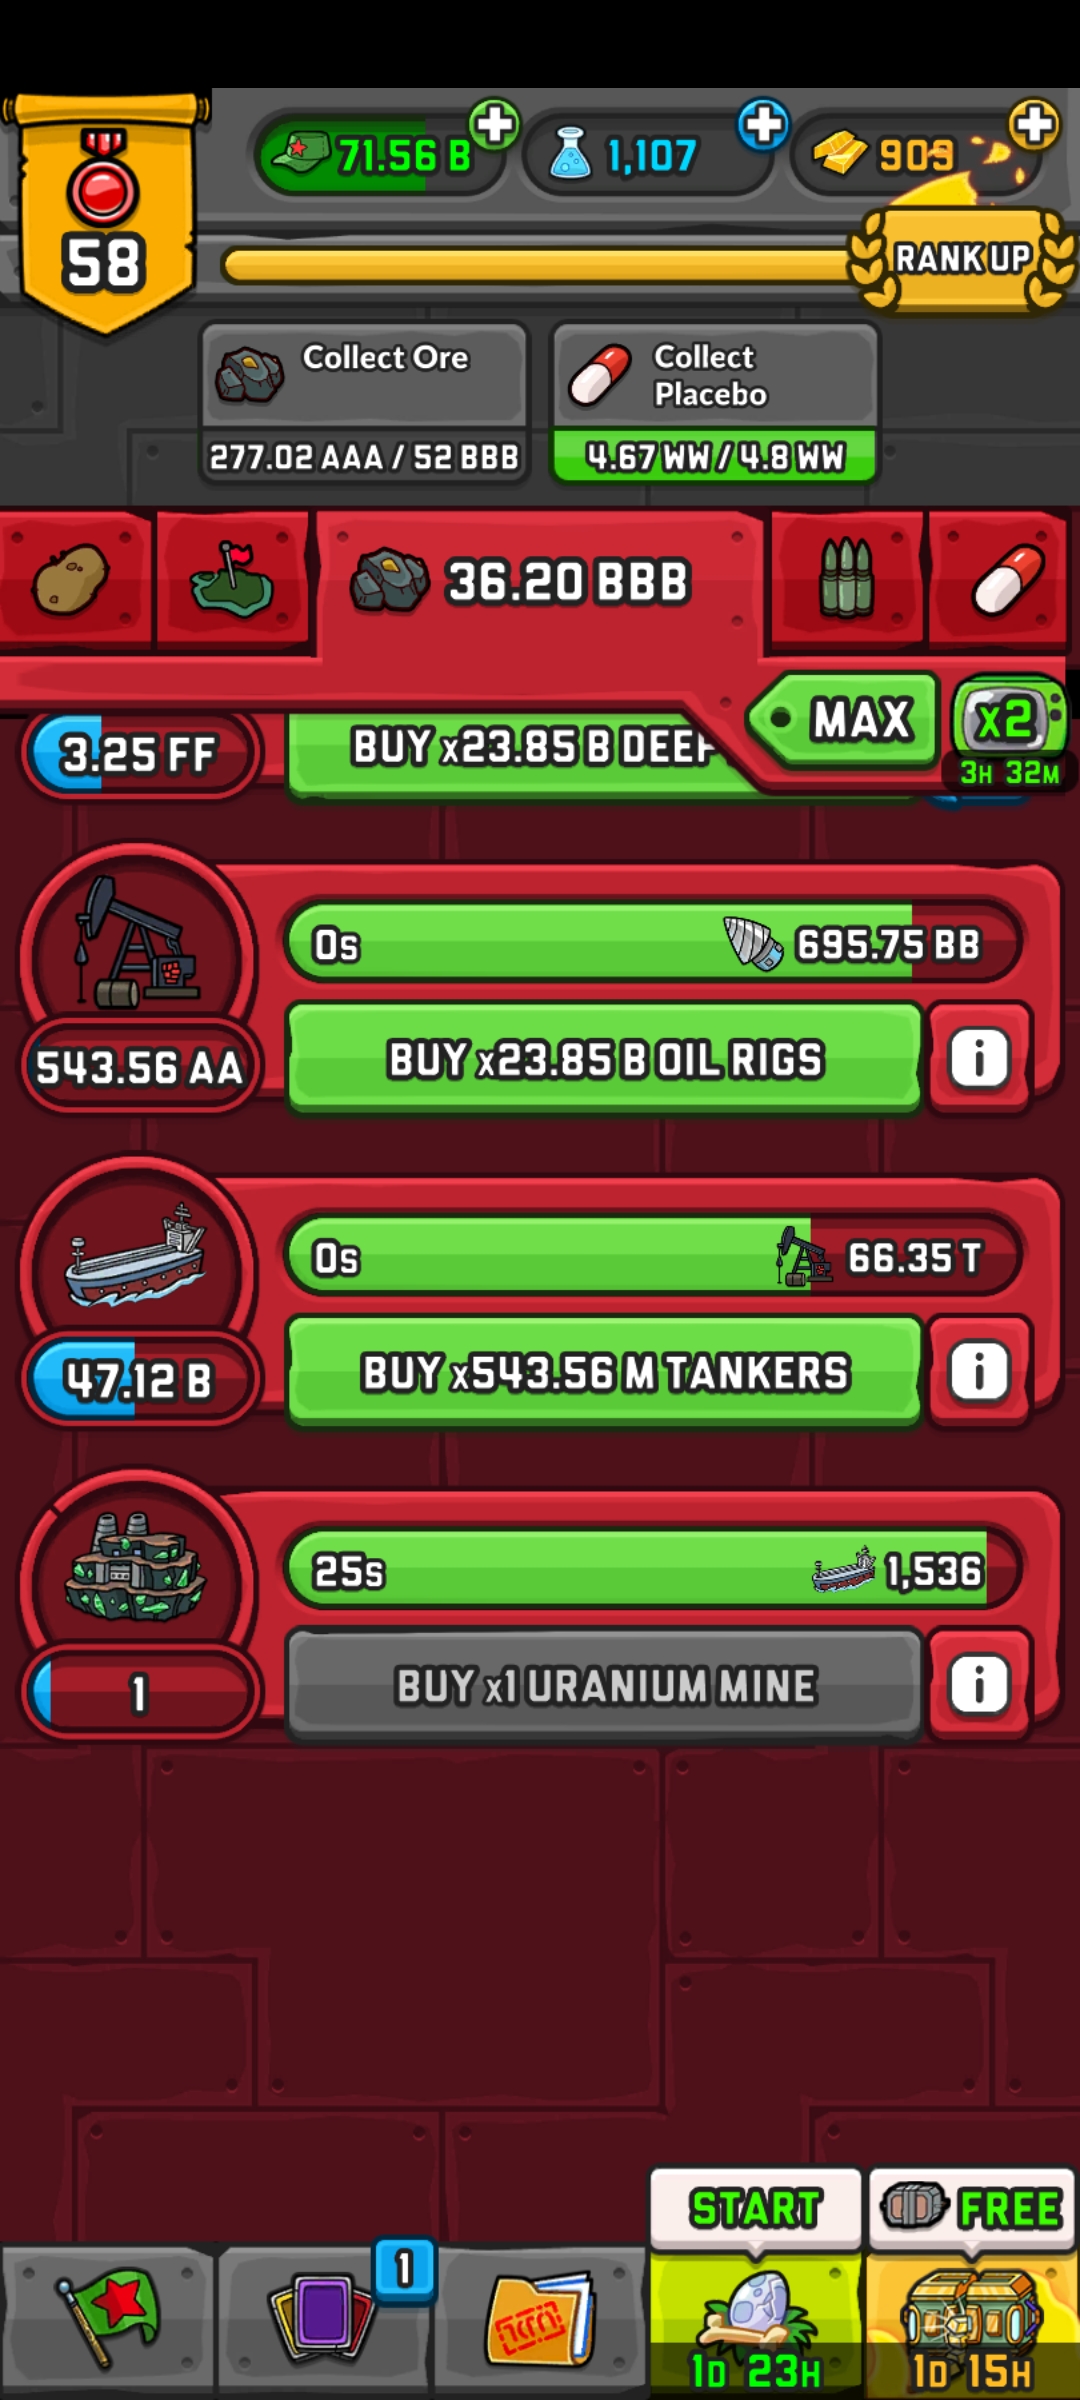 71.56 B
1,107
909
58
RANK UP
Collect Ore
277.02 AAA / 52 BBB
Collect
Placebo
4.67 WW / 4.8 WW
36.20 BBB
MAX
x2
3H 32M
3.25 FF
BUY x23.85 B DEEP
0s
695.75 BB
543.56 AA
BUY x23.85 B OIL RIGS
i
0s
66.35 T
47.12 B
BUY x543.56 M TANKERS
i
25s
1,536
1
BUY x1 URANIUM MINE
i
START
FREE
1
1D 23H
1D 15H